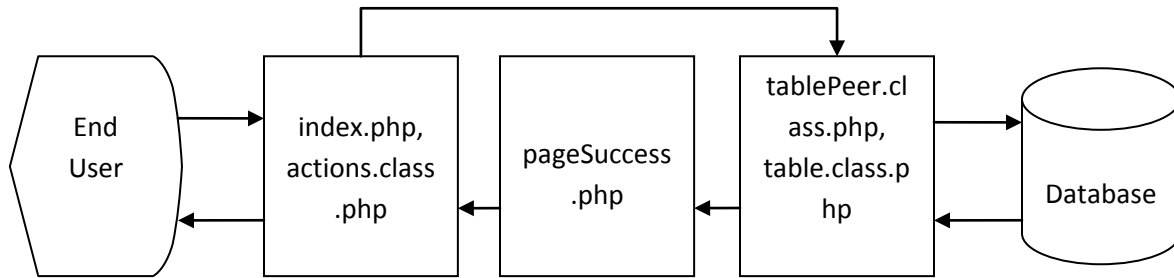 End
User
index.php,
actions.class
.php
pageSuccess
.php
tablePeer.cl
ass.php,
table.class.p
hp
Database